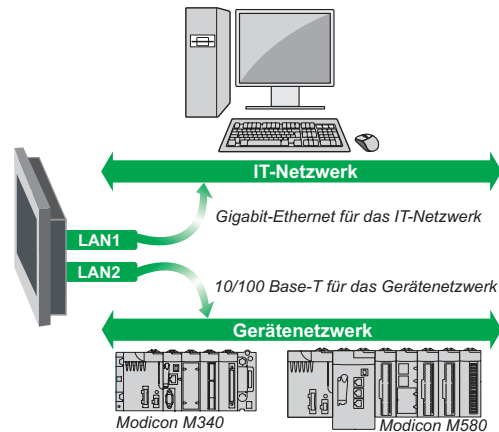 IT-Netzwerk
Gigabit-Ethernet für das IT-Netzwerk
LAN1
LAN2
10/100 Base-T für das Gerätenetzwerk
Gerätenetzwerk
Modicon M340
Modicon M580